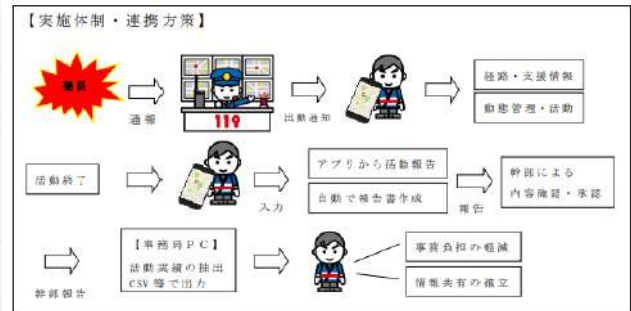 【実施体制・連携方策】
通報
119
出動通知
経路・支援情報
動態管理・活動
活動終了
入力
アプリから活動報告
自動で報告書作成
報告
幹部による
内容確認・承認
幹部報告
【事務局PC】
活動実績の抽出
CSV等で出力
事務負担の軽減
情報共有の確立